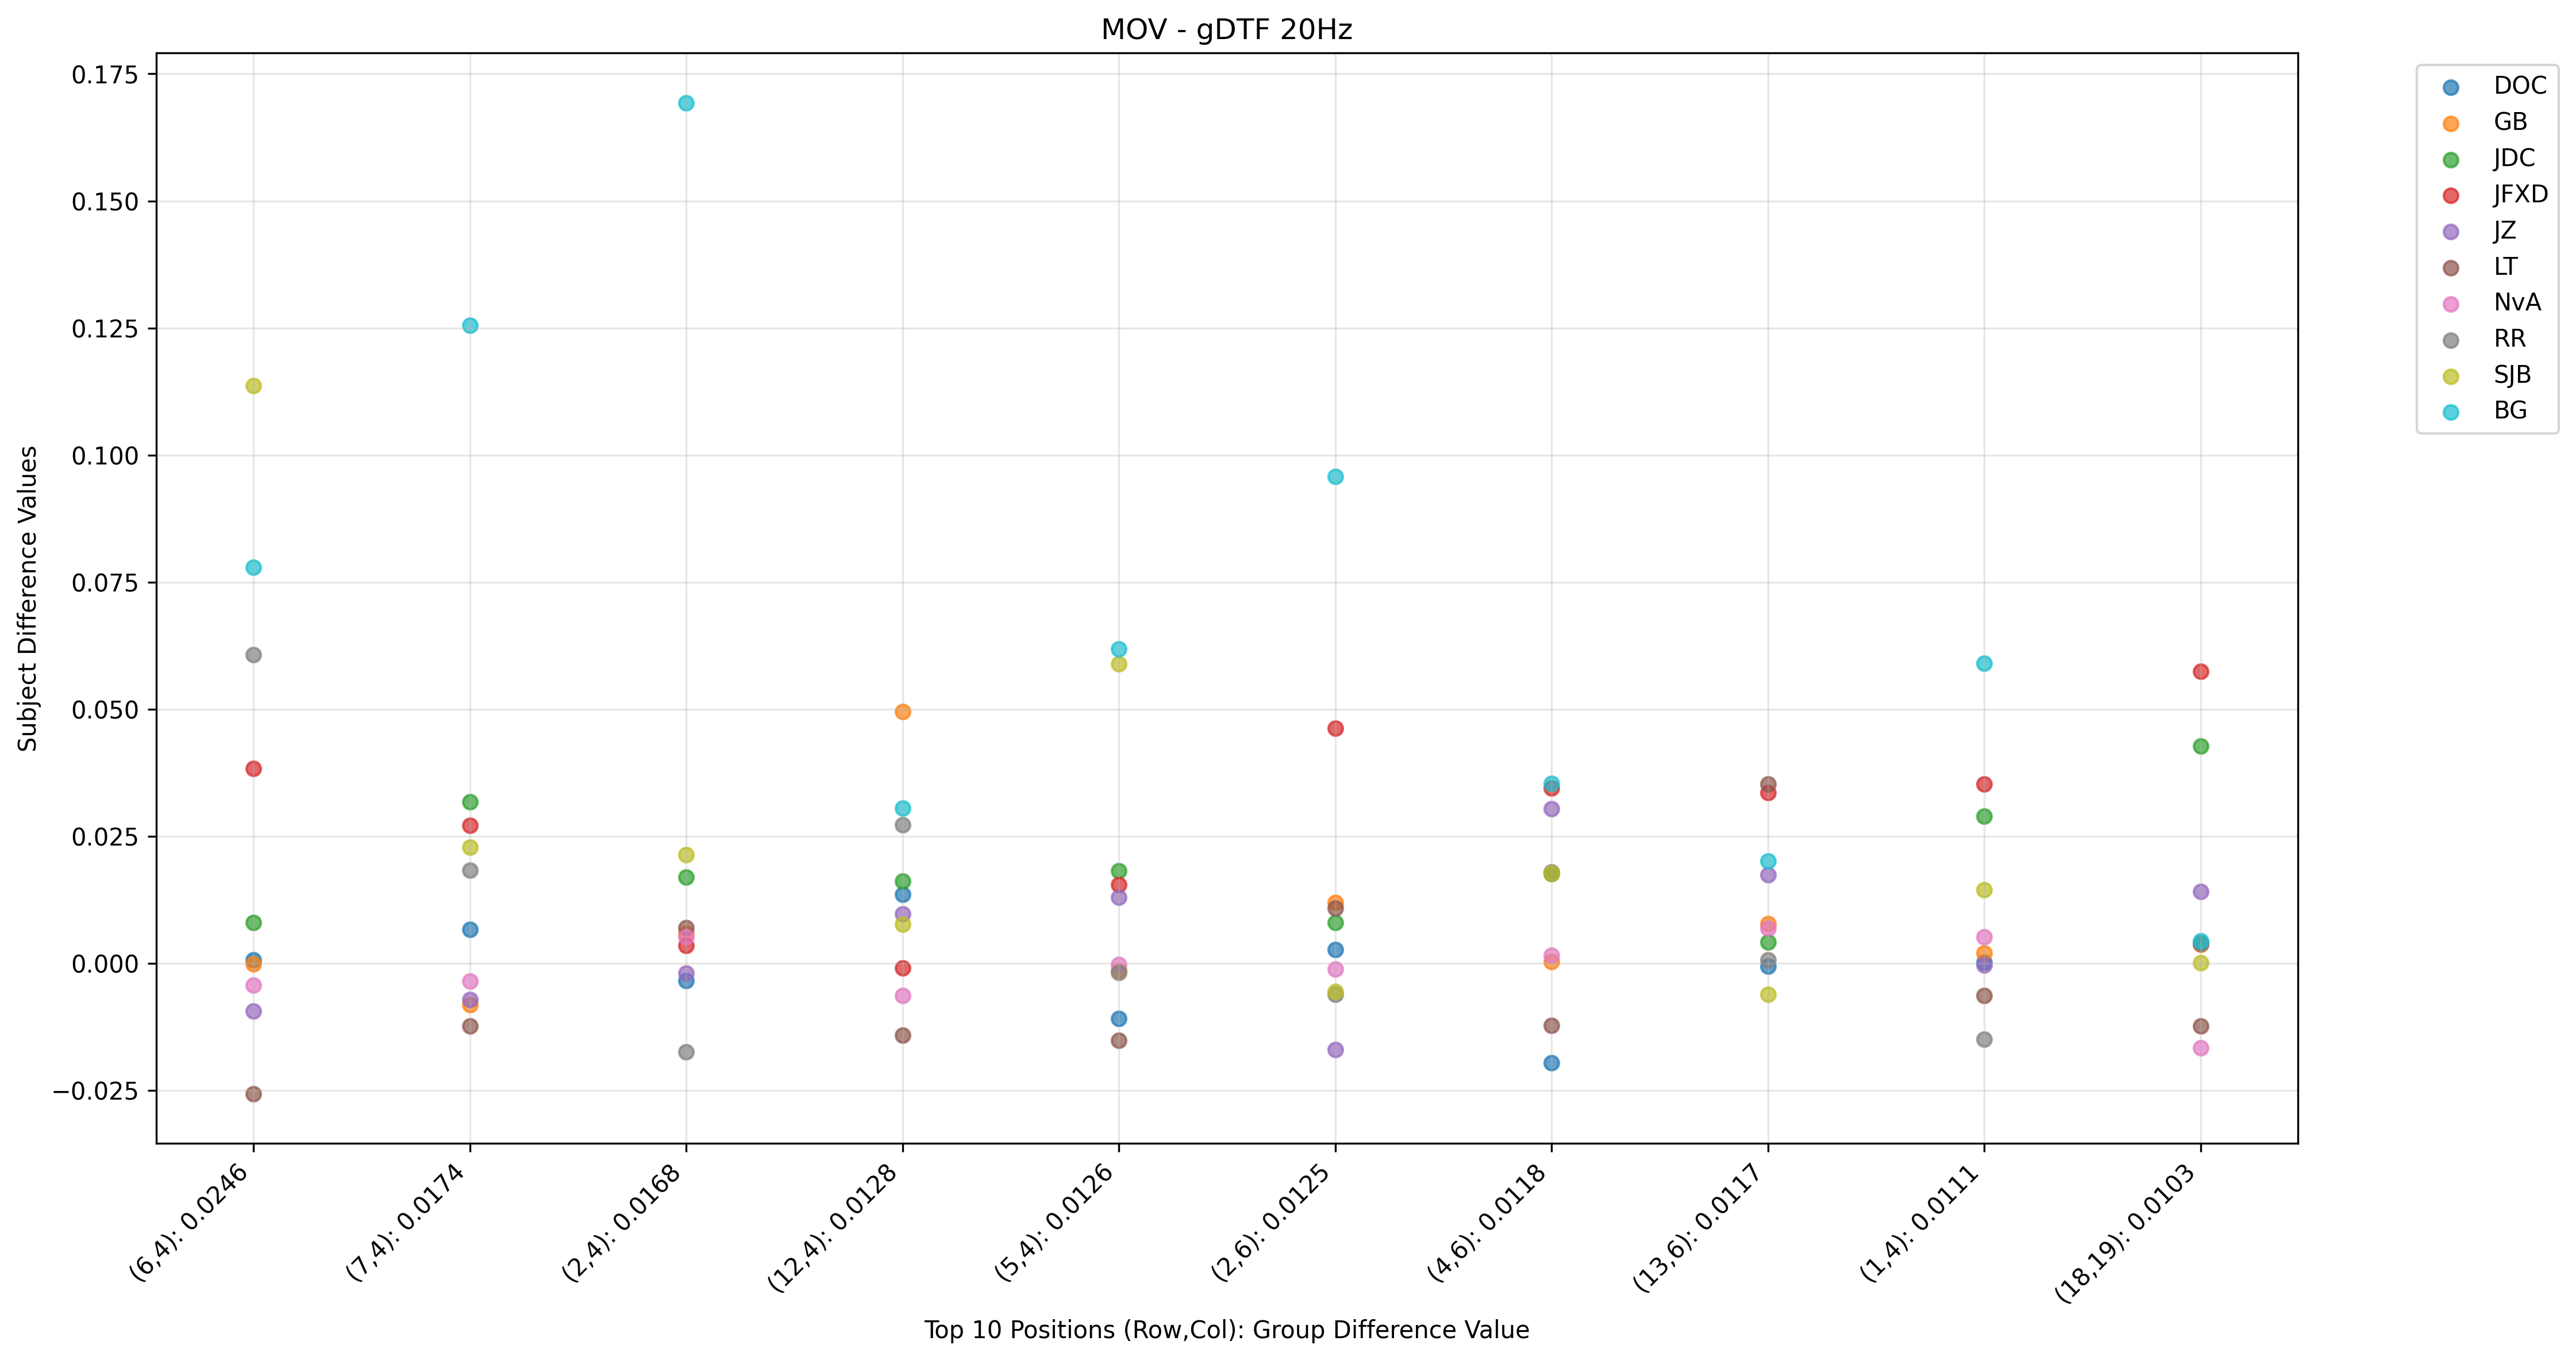 MOV - gDTF 20Hz
0.175
0.150
0.125
0.100
0.075
0.050
0.025
0.000
−0.025
Subject Difference Values
(6,4): 0.0246
(7,4): 0.0174
(2,4): 0.0168
(12,4): 0.0128
(5,4): 0.0126
(2,6): 0.0125
(4,6): 0.0118
(13,6): 0.0117
(1,4): 0.0111
(18,19): 0.0103
Top 10 Positions (Row,Col): Group Difference Value
DOC
GB
JDC
JFXD
JZ
LT
NvA
RR
SJB
BG